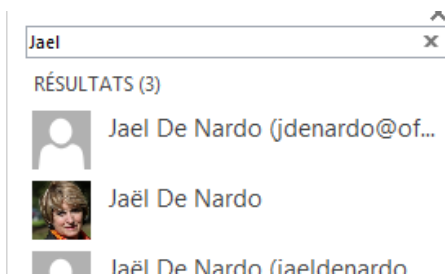 Jael
RÉSULTATS (3)
Jael De Nardo (jdenardo@of...
Jaël De Nardo
Jaël De Nardo (jaeldenardo